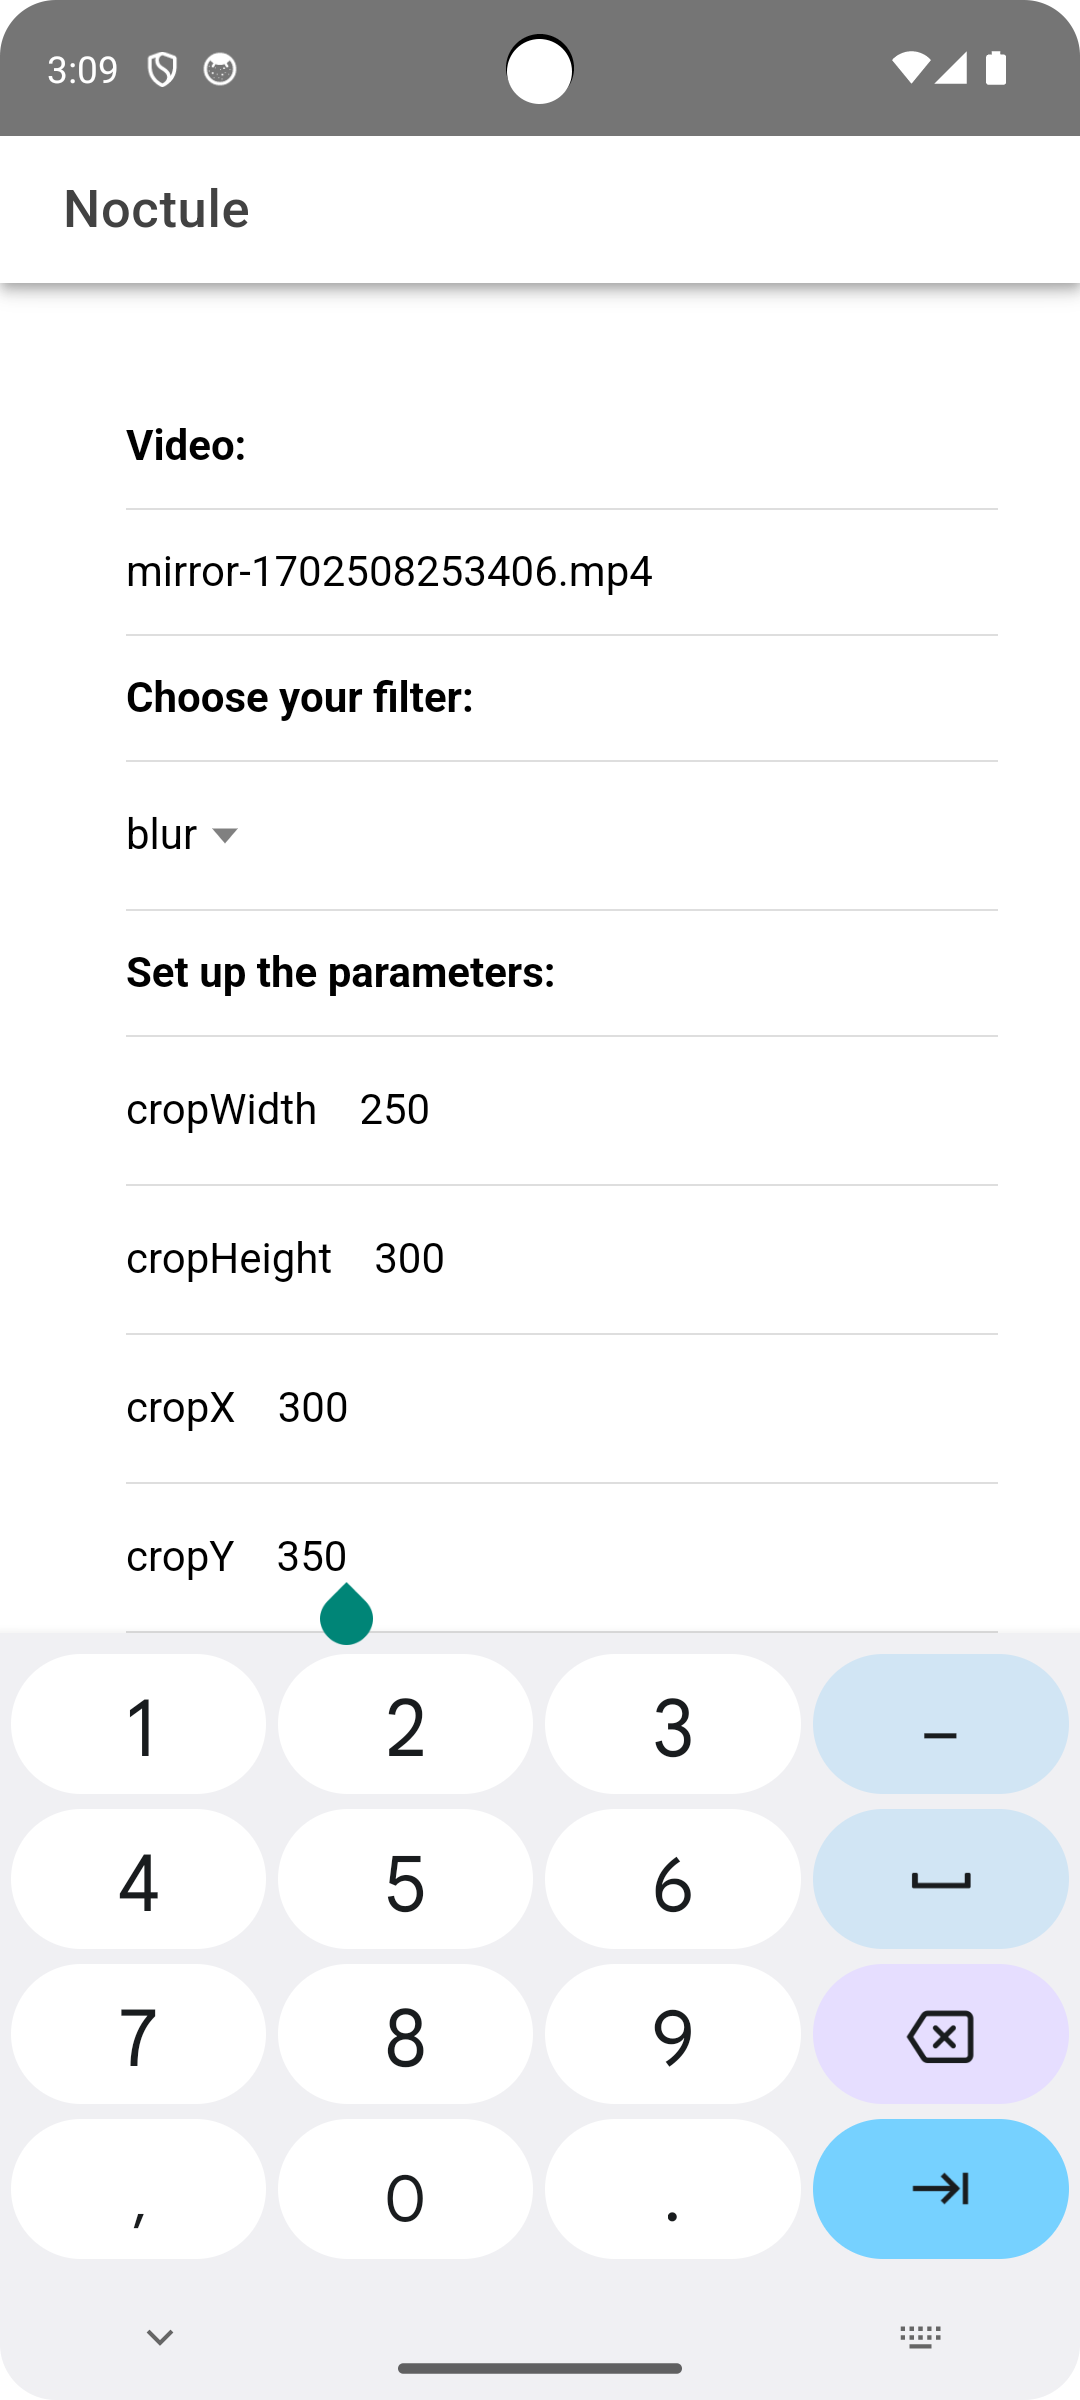 3:09
Noctule
Video:
mirror-1702508253406.mp4
Choose your filter:
blur
Set up the parameters:
cropWidth 250
cropHeight 300
cropX 300
cropY 350
1 2 3 –
4 5 6
7 8 9
, 0 .